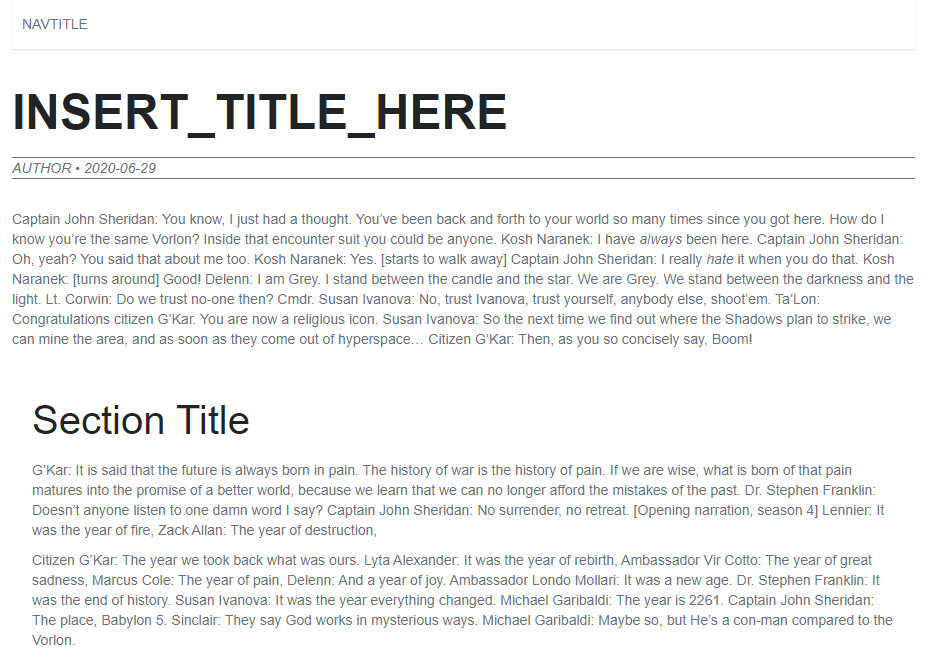 NAVTITLE
INSERT_TITLE_HERE
AUTHOR • 2020-06-29
Captain John Sheridan: You know, I just had a thought. You’ve been back and forth to your world so many times since you got here. How do I
know you’re the same Vorlon? Inside that encounter suit you could be anyone. Kosh Naranek: I have always been here. Captain John Sheridan:
Oh, yeah? You said that about me too. Kosh Naranek: Yes. [starts to walk away] Captain John Sheridan: I really hate it when you do that. Kosh
Naranek: [turns around] Good! Delenn: I am Grey. I stand between the candle and the star. We are Grey. We stand between the darkness and the
light. Lt. Corwin: Do we trust no-one then? Cmdr. Susan Ivanova: No, trust Ivanova, trust yourself, anybody else, shoot’em. Ta’Lon:
Congratulations citizen G’Kar. You are now a religious icon. Susan Ivanova: So the next time we find out where the Shadows plan to strike, we
can mine the area, and as soon as they come out of hyperspace… Citizen G’Kar: Then, as you so concisely say, Boom!
Section Title
G’Kar: It is said that the future is always born in pain. The history of war is the history of pain. If we are wise, what is born of that pain
matures into the promise of a better world, because we learn that we can no longer afford the mistakes of the past. Dr. Stephen Franklin:
Doesn’t anyone listen to one damn word I say? Captain John Sheridan: No surrender, no retreat. [Opening narration, season 4] Lennier: It
was the year of fire, Zack Allan: The year of destruction,
Citizen G’Kar: The year we took back what was ours. Lyta Alexander: It was the year of rebirth, Ambassador Vir Cotto: The year of great
sadness, Marcus Cole: The year of pain, Delenn: And a year of joy. Ambassador Londo Mollari: It was a new age. Dr. Stephen Franklin: It
was the end of history. Susan Ivanova: It was the year everything changed. Michael Garibaldi: The year is 2261. Captain John Sheridan:
The place, Babylon 5. Sinclair: They say God works in mysterious ways. Michael Garibaldi: Maybe so, but He’s a con-man compared to the
Vorlon.